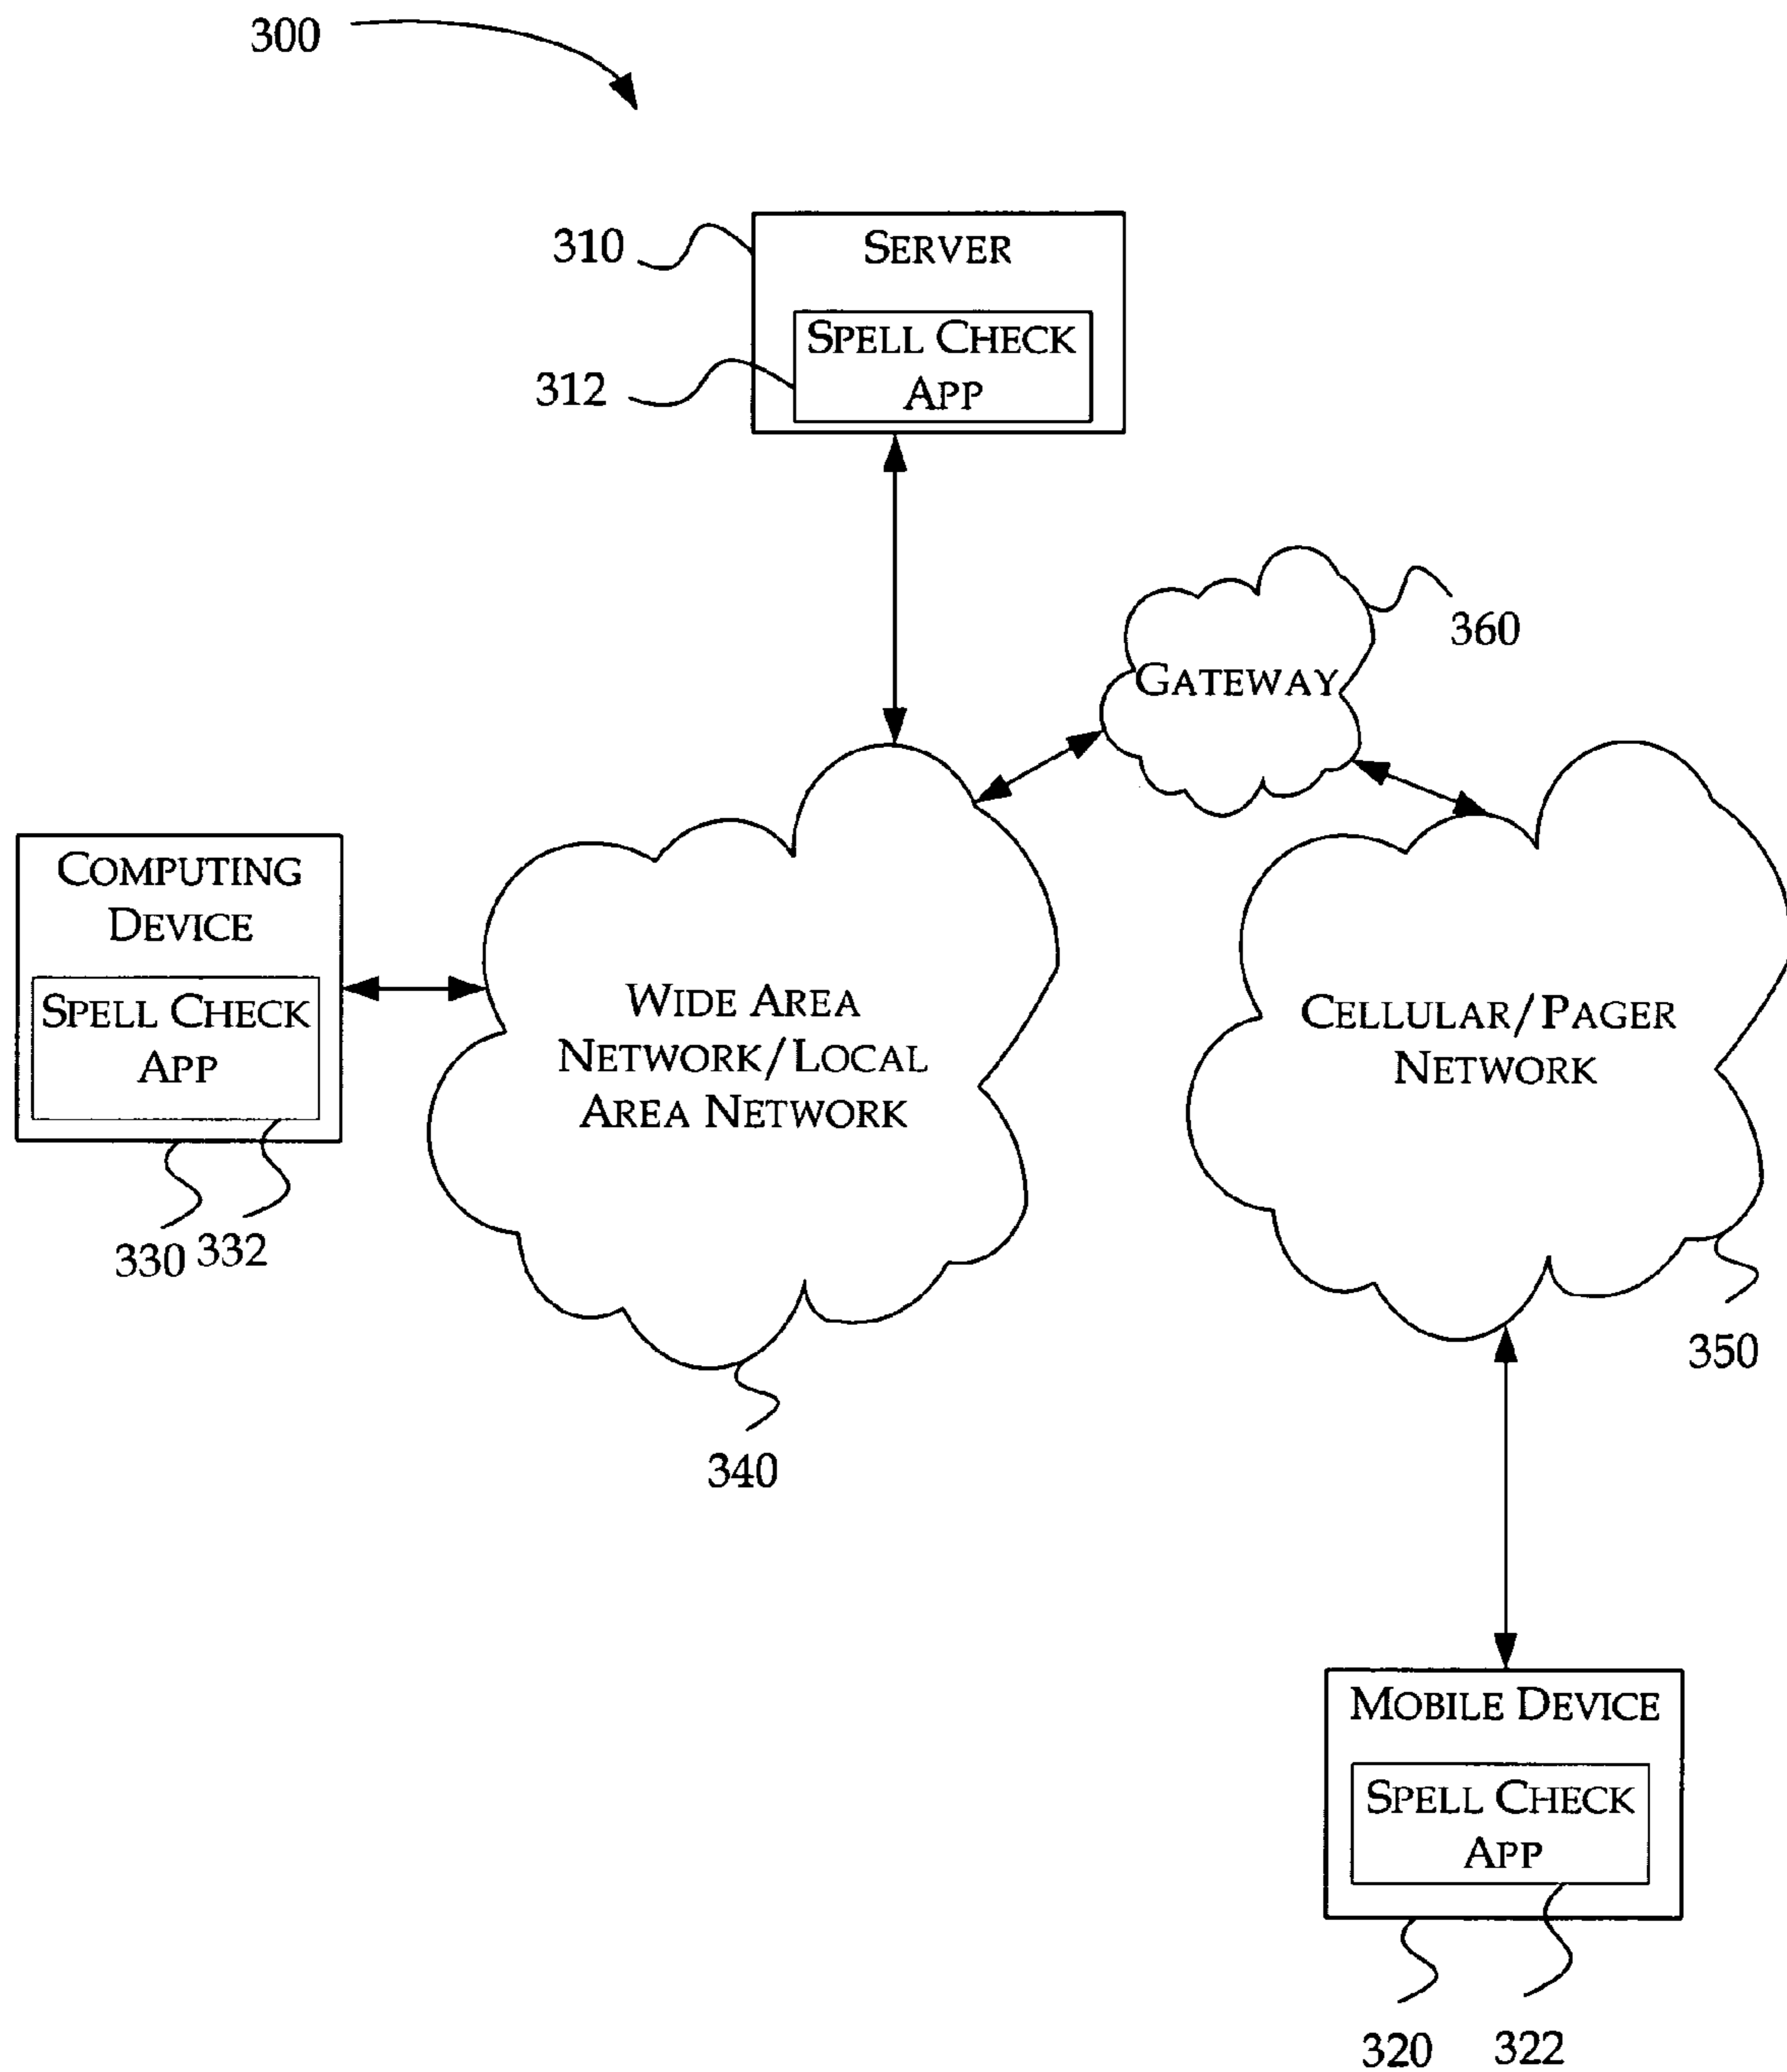 300
310
SERVER
SPELL CHECK
APP
312
360
GATEWAY
COMPUTING
DEVICE
SPELL CHECK
APP
330 332
WIDE AREA
NETWORK/LOCAL
AREA NETWORK
340
CELLULAR/PAGER
NETWORK
350
MOBILE DEVICE
SPELL CHECK
APP
320 322